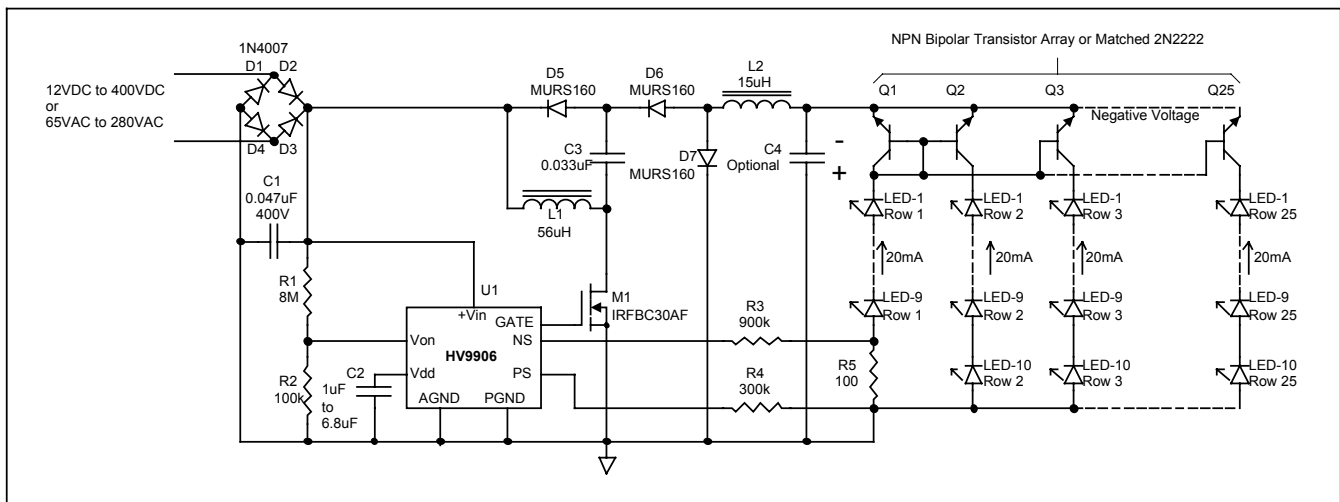 NPN Bipolar Transistor Array or Matched 2N2222
1N4007
D1 D2
D4 D3
12VDC to 400VDC
or
65VAC to 280VAC
D5
MURS160
D6
MURS160
L2
15uH
Q1
Q2
Q3
Q25
Negative Voltage
C3
0.033uF
D7
MURS160
C4
Optional
-
+
C1
0.047uF
400V
L1
56uH
LED-1
Row 1
LED-1
Row 2
LED-1
Row 3
LED-1
Row 25
20mA
20mA
20mA
20mA
R1
8M
U1
M1
IRFBC30AF
R3
900k
LED-9
Row 1
LED-9
Row 2
LED-9
Row 3
LED-9
Row 25
+Vin
GATE
Von
NS
HV9906
Vdd
PS
AGND
PGND
R2
100k
C2
1uF
to
6.8uF
R4
300k
R5
100
LED-10
Row 2
LED-10
Row 3
LED-10
Row 25